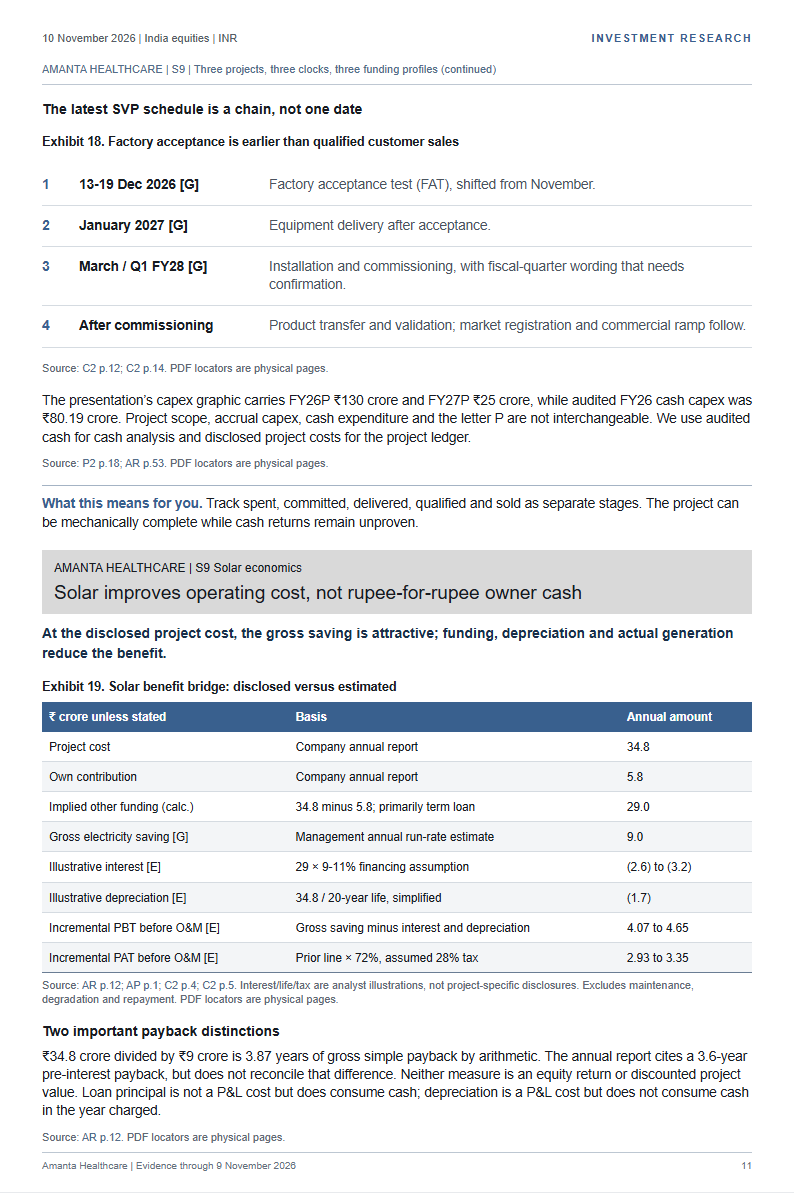 10 November 2026 | India equities | INR
INVESTMENT RESEARCH
AMANTA HEALTHCARE | S9 | Three projects, three clocks, three funding profiles (continued)
The latest SVP schedule is a chain, not one date
Exhibit 18. Factory acceptance is earlier than qualified customer sales
1 13-19 Dec 2026 [G] Factory acceptance test (FAT), shifted from November.
2 January 2027 [G] Equipment delivery after acceptance.
3 March / Q1 FY28 [G] Installation and commissioning, with fiscal-quarter wording that needs
confirmation.
4 After commissioning Product transfer and validation; market registration and commercial ramp follow.
Source: C2 p.12; C2 p.14. PDF locators are physical pages.
The presentation's capex graphic carries FY26P ₹130 crore and FY27P ₹25 crore, while audited FY26 cash capex was
₹80.19 crore. Project scope, accrual capex, cash expenditure and the letter P are not interchangeable. We use audited
cash for cash analysis and disclosed project costs for the project ledger.
Source: P2 p.18; AR p.53. PDF locators are physical pages.
What this means for you. Track spent, committed, delivered, qualified and sold as separate stages. The project can
be mechanically complete while cash returns remain unproven.
AMANTA HEALTHCARE | S9 Solar economics
Solar improves operating cost, not rupee-for-rupee owner cash
At the disclosed project cost, the gross saving is attractive; funding, depreciation and actual generation
reduce the benefit.
Exhibit 19. Solar benefit bridge: disclosed versus estimated
₹ crore unless stated Basis Annual amount
Project cost Company annual report 34.8
Own contribution Company annual report 5.8
Implied other funding (calc.) 34.8 minus 5.8; primarily term loan 29.0
Gross electricity saving [G] Management annual run-rate estimate 9.0
Illustrative interest [E] 29 × 9-11% financing assumption (2.6) to (3.2)
Illustrative depreciation [E] 34.8 / 20-year life, simplified (1.7)
Incremental PBT before O&M [E] Gross saving minus interest and depreciation 4.07 to 4.65
Incremental PAT before O&M [E] Prior line × 72%, assumed 28% tax 2.93 to 3.35
Source: AR p.12; AP p.1; C2 p.4; C2 p.5. Interest/life/tax are analyst illustrations, not project-specific disclosures. Excludes maintenance,
degradation and repayment. PDF locators are physical pages.
Two important payback distinctions
₹34.8 crore divided by ₹9 crore is 3.87 years of gross simple payback by arithmetic. The annual report cites a 3.6-year
pre-interest payback, but does not reconcile that difference. Neither measure is an equity return or discounted project
value. Loan principal is not a P&L cost but does consume cash; depreciation is a P&L cost but does not consume cash
in the year charged.
Source: AR p.12. PDF locators are physical pages.
Amanta Healthcare | Evidence through 9 November 2026
11